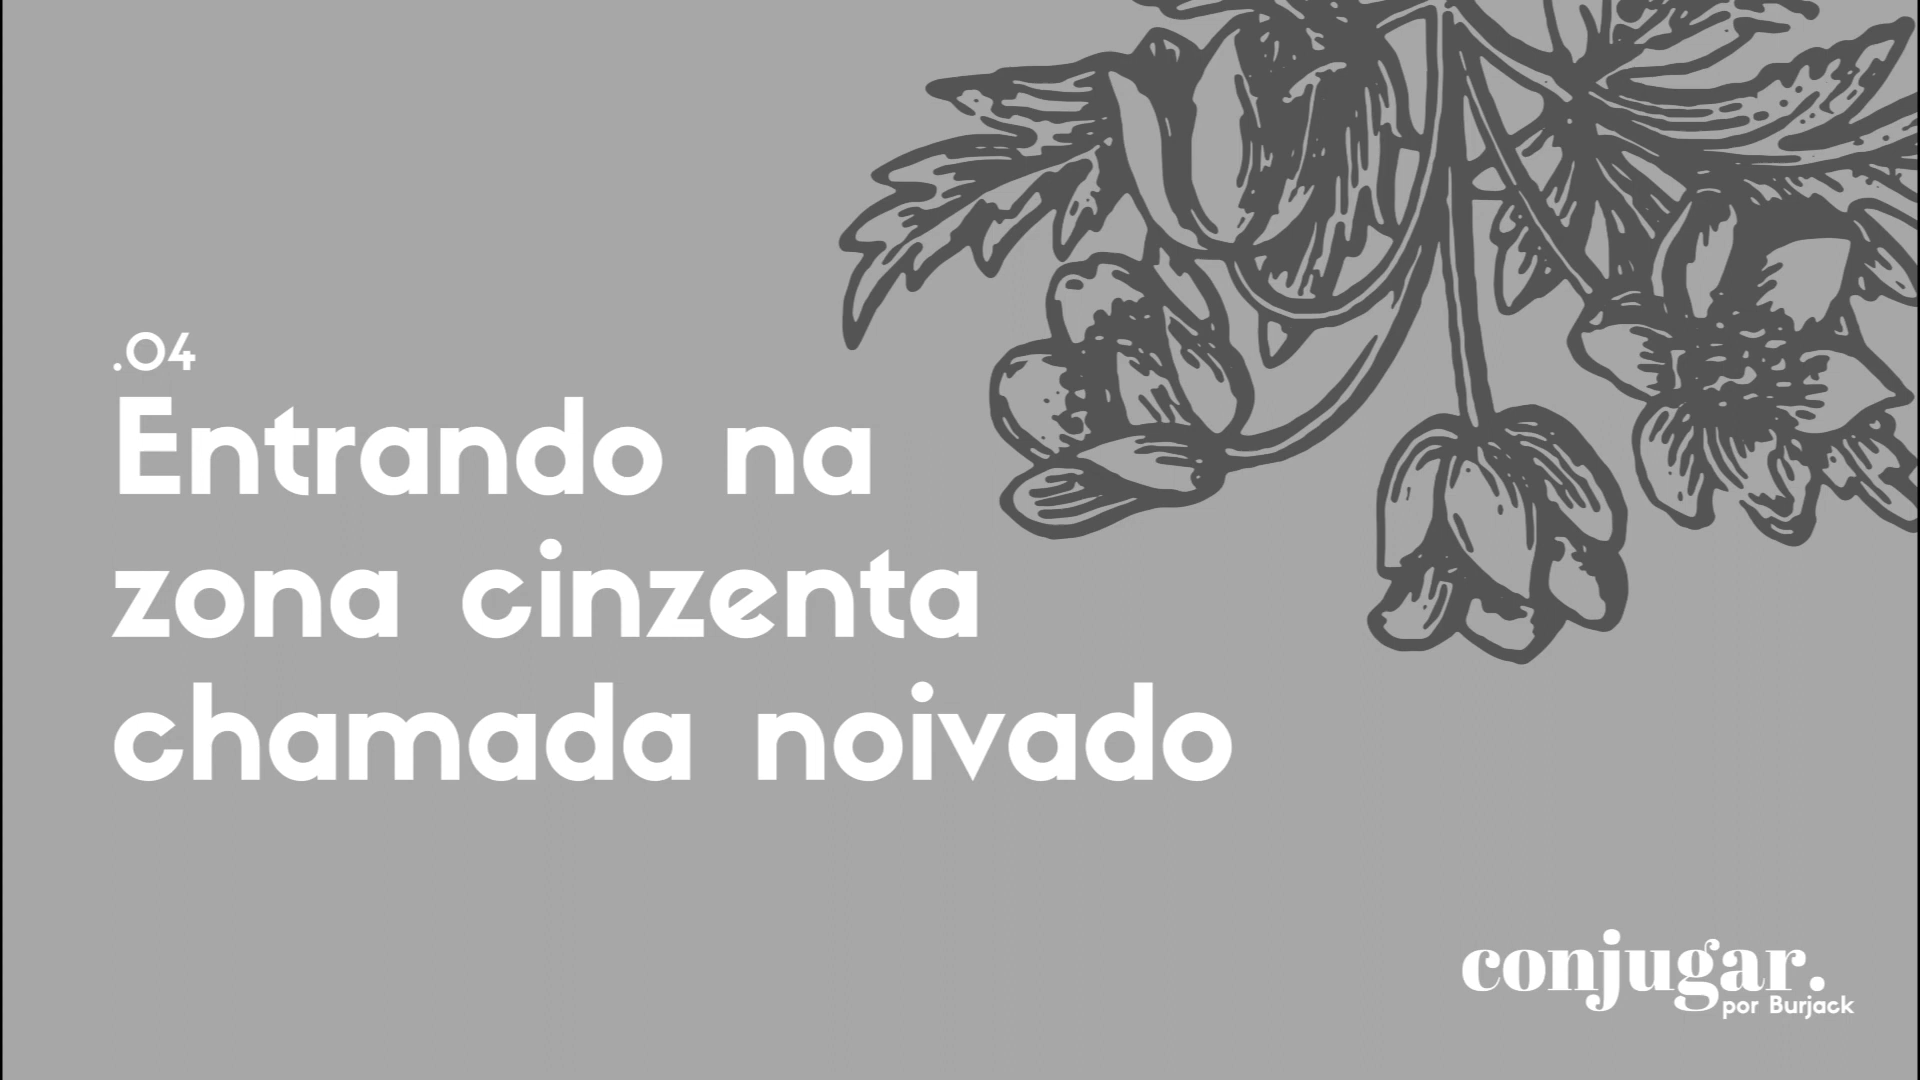 .04
Entrando na
zona cinzenta
chamada noivado
conjugar.
por Burjack